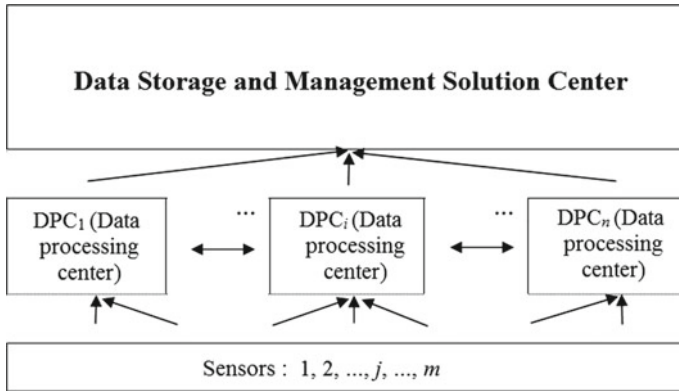 Data Storage and Management Solution Center
... ...
DPC₁ (Data
processing
center)
DPCᵢ (Data
processing
center)
DPCₙ (Data
processing
center)
Sensors : 1, 2, ..., j, ..., m